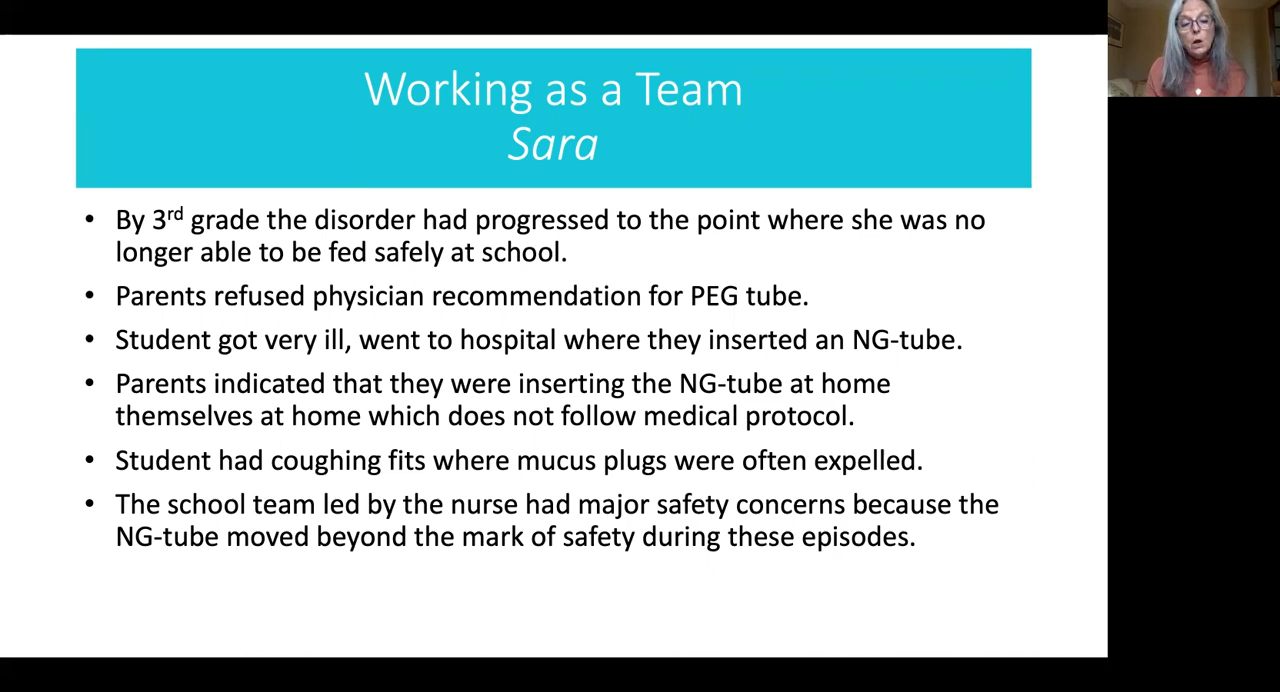 Working as a Team
Sara
• By 3rd grade the disorder had progressed to the point where she was no
longer able to be fed safely at school.
• Parents refused physician recommendation for PEG tube.
• Student got very ill, went to hospital where they inserted an NG-tube.
• Parents indicated that they were inserting the NG-tube at home
themselves at home which does not follow medical protocol.
• Student had coughing fits where mucus plugs were often expelled.
• The school team led by the nurse had major safety concerns because the
NG-tube moved beyond the mark of safety during these episodes.